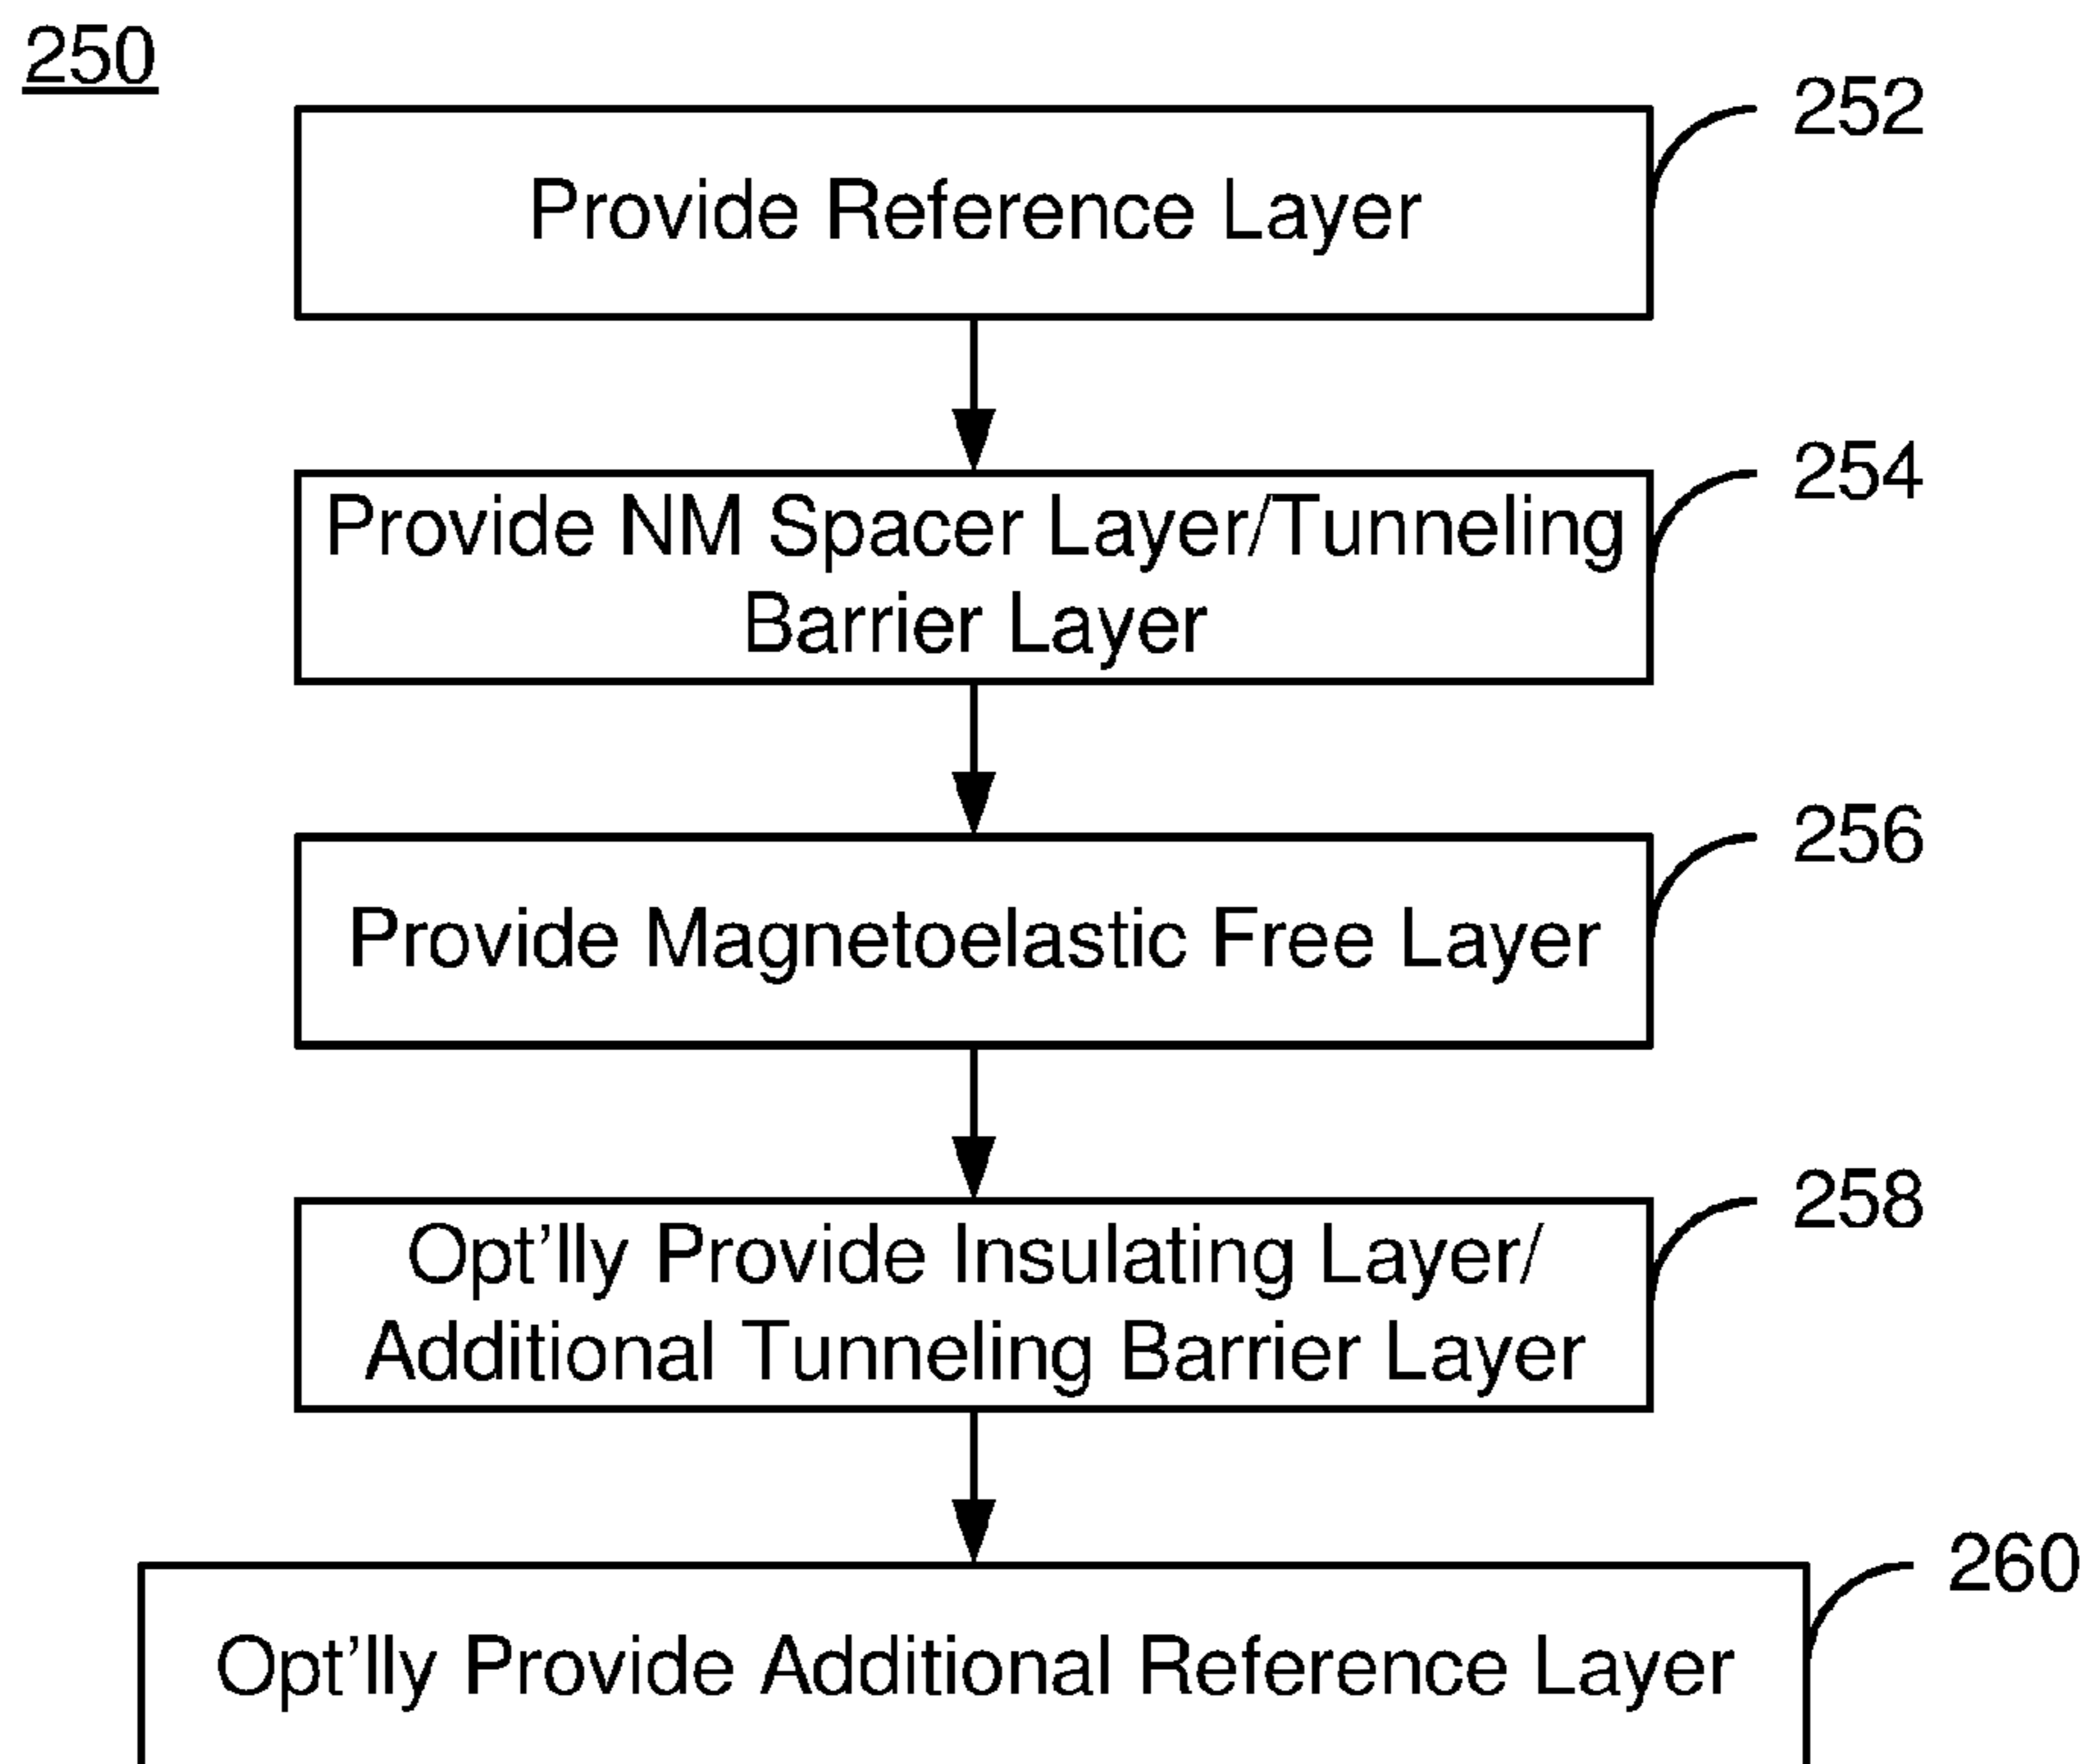 250
252
Provide Reference Layer
254
Provide NM Spacer Layer/Tunneling
Barrier Layer
256
Provide Magnetoelastic Free Layer
258
Opt'lly Provide Insulating Layer/
Additional Tunneling Barrier Layer
260
Opt'lly Provide Additional Reference Layer